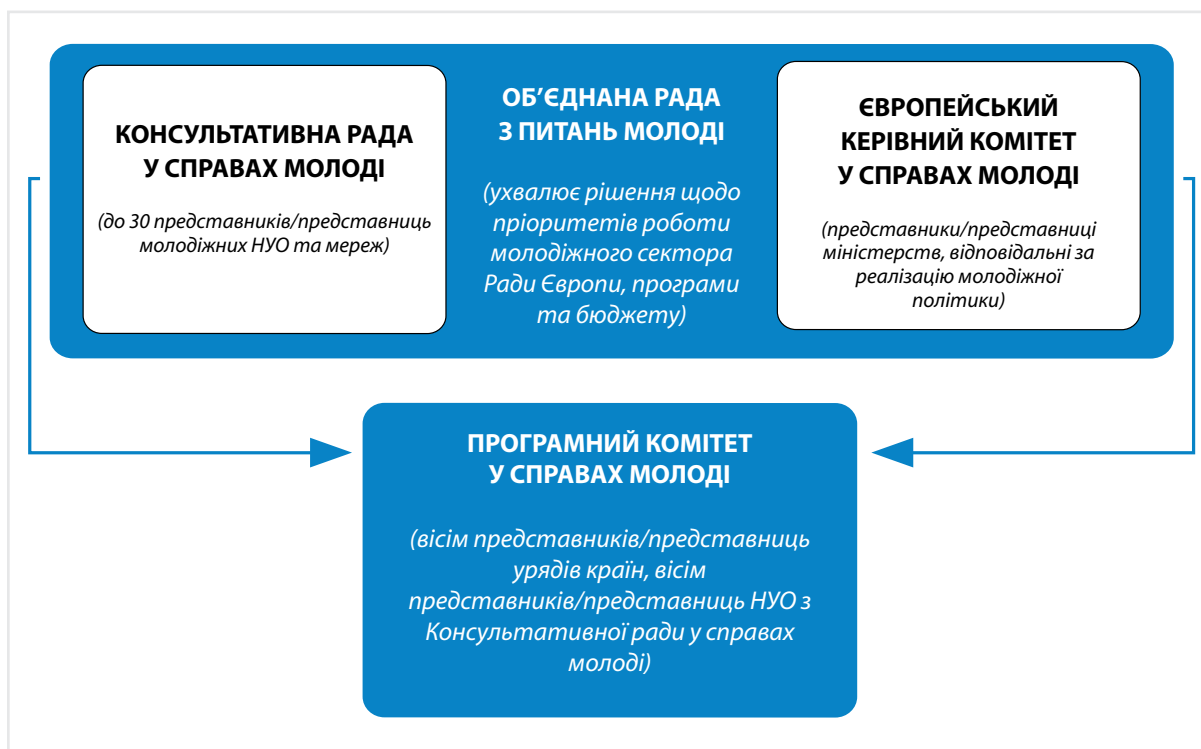 КОНСУЛЬТАТИВНА РАДА
У СПРАВАХ МОЛОДІ
(до 30 представників/представниць
молодіжних НУО та мереж)
ОБ’ЄДНАНА РАДА
З ПИТАНЬ МОЛОДІ
(ухвалює рішення щодо
пріоритетів роботи
молодіжного сектора
Ради Європи, програми
та бюджету)
ЄВРОПЕЙСЬКИЙ
КЕРІВНИЙ КОМІТЕТ
У СПРАВАХ МОЛОДІ
(представники/представниці
міністерств, відповідальні за
реалізацію молодіжної
політики)
ПРОГРАМНИЙ КОМІТЕТ
У СПРАВАХ МОЛОДІ
(вісім представників/представниць
урядів країн, вісім
представників/представниць НУО з
Консультативної ради у справах
молоді)